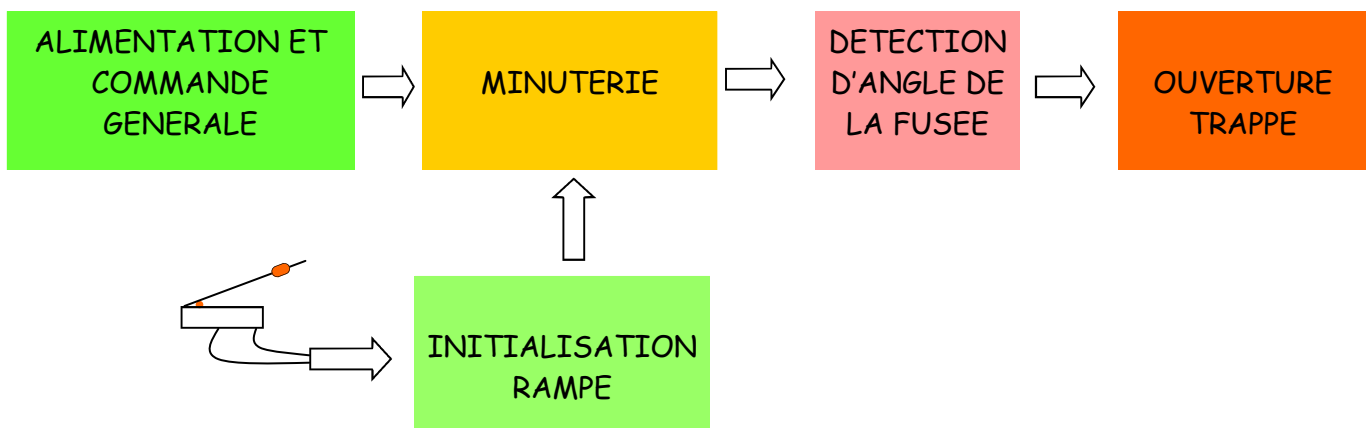 ALIMENTATION ET
COMMANDE
GENERALE
MINUTERIE
DETECTION
D'ANGLE DE
LA FUSEE
OUVERTURE
TRAPPE
INITIALISATION
RAMPE